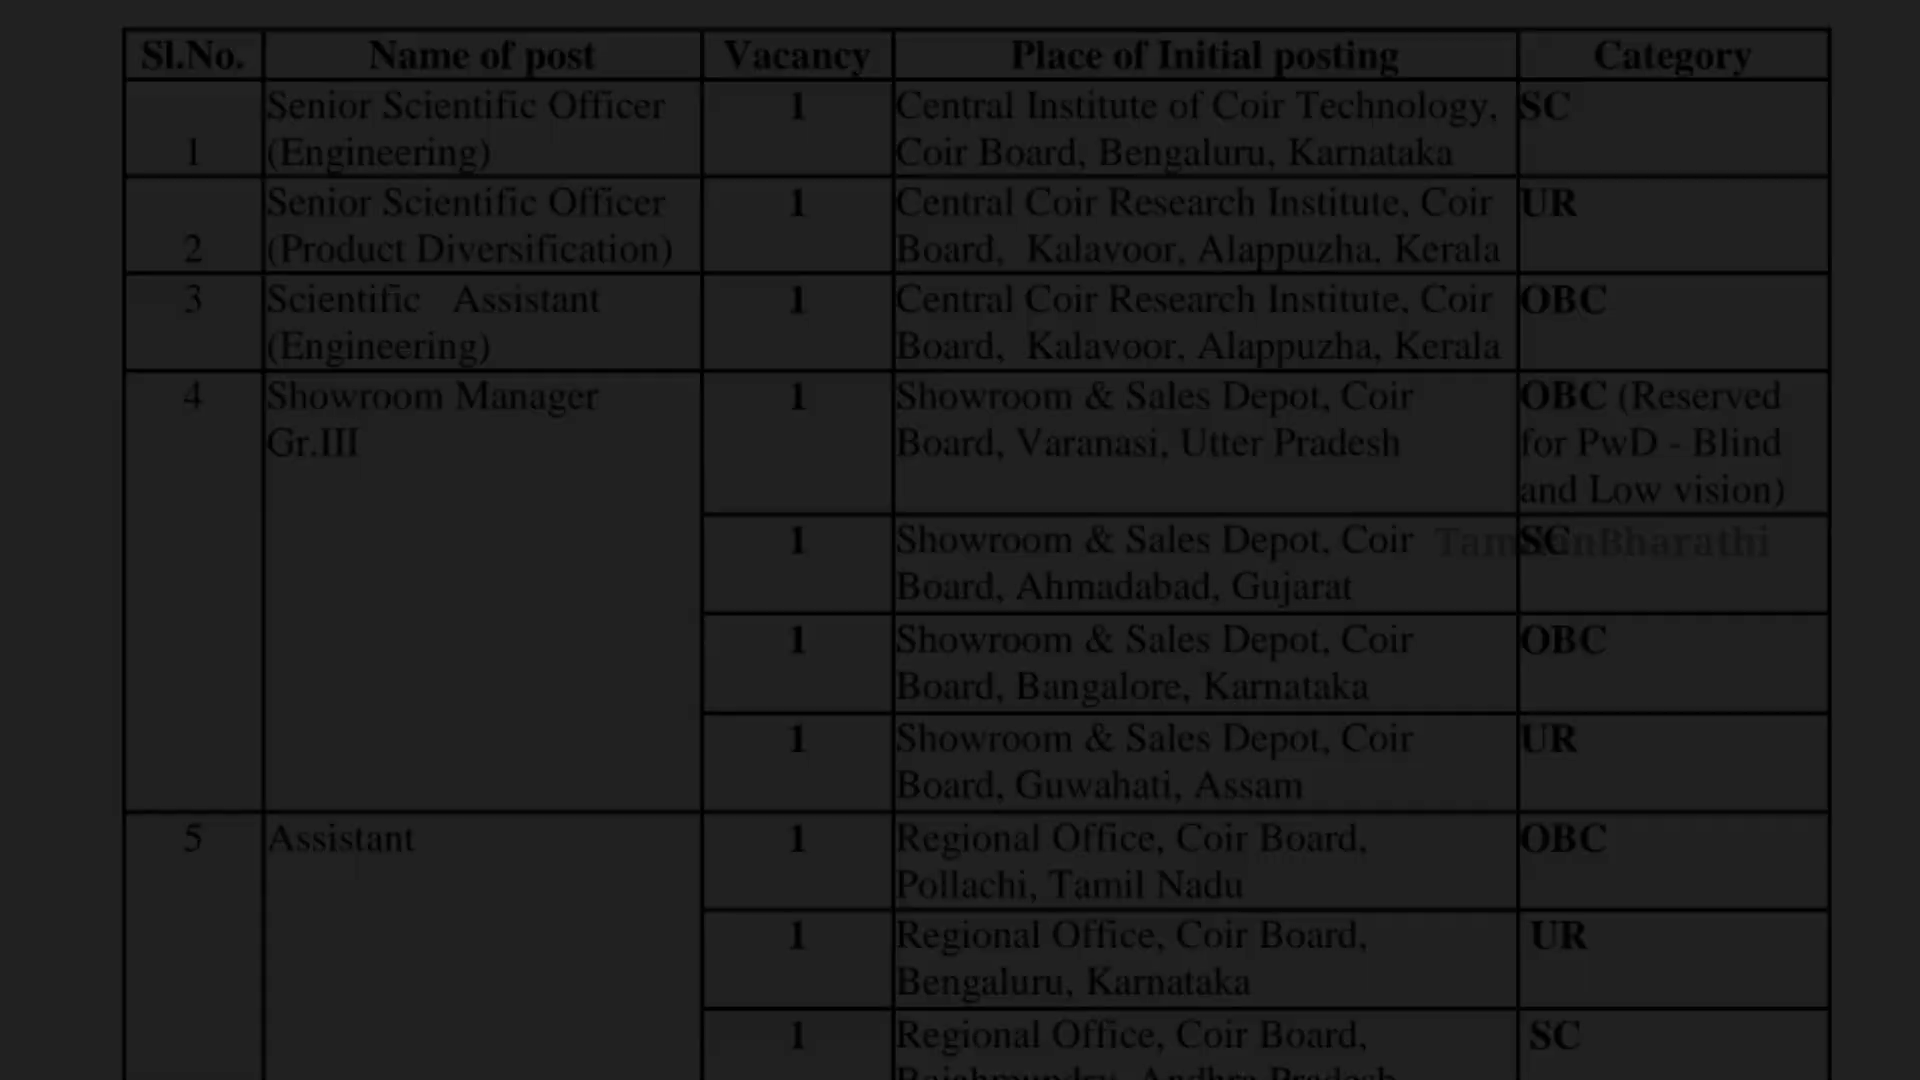 Sl.No. Name of post Vacancy Place of Initial posting Category
Senior Scientific Officer 1 Central Institute of Coir Technology, SC
1 (Engineering) Coir Board, Bengaluru, Karnataka
Senior Scientific Officer 1 Central Coir Research Institute, Coir UR
2 (Product Diversification) Board, Kalavoor, Alappuzha, Kerala
3 Scientific Assistant 1 Central Coir Research Institute, Coir OBC
(Engineering) Board, Kalavoor, Alappuzha, Kerala
4 Showroom Manager 1 Showroom & Sales Depot, Coir OBC (Reserved
Gr.III Board, Varanasi, Utter Pradesh for PwD - Blind
and Low vision)
1 Showroom & Sales Depot, Coir SC
Board, Ahmadabad, Gujarat
1 Showroom & Sales Depot, Coir OBC
Board, Bangalore, Karnataka
1 Showroom & Sales Depot, Coir UR
Board, Guwahati, Assam
5 Assistant 1 Regional Office, Coir Board, OBC
Pollachi, Tamil Nadu
1 Regional Office, Coir Board, UR
Bengaluru, Karnataka
1 Regional Office, Coir Board, SC
Rajahmundry, Andhra Pradesh